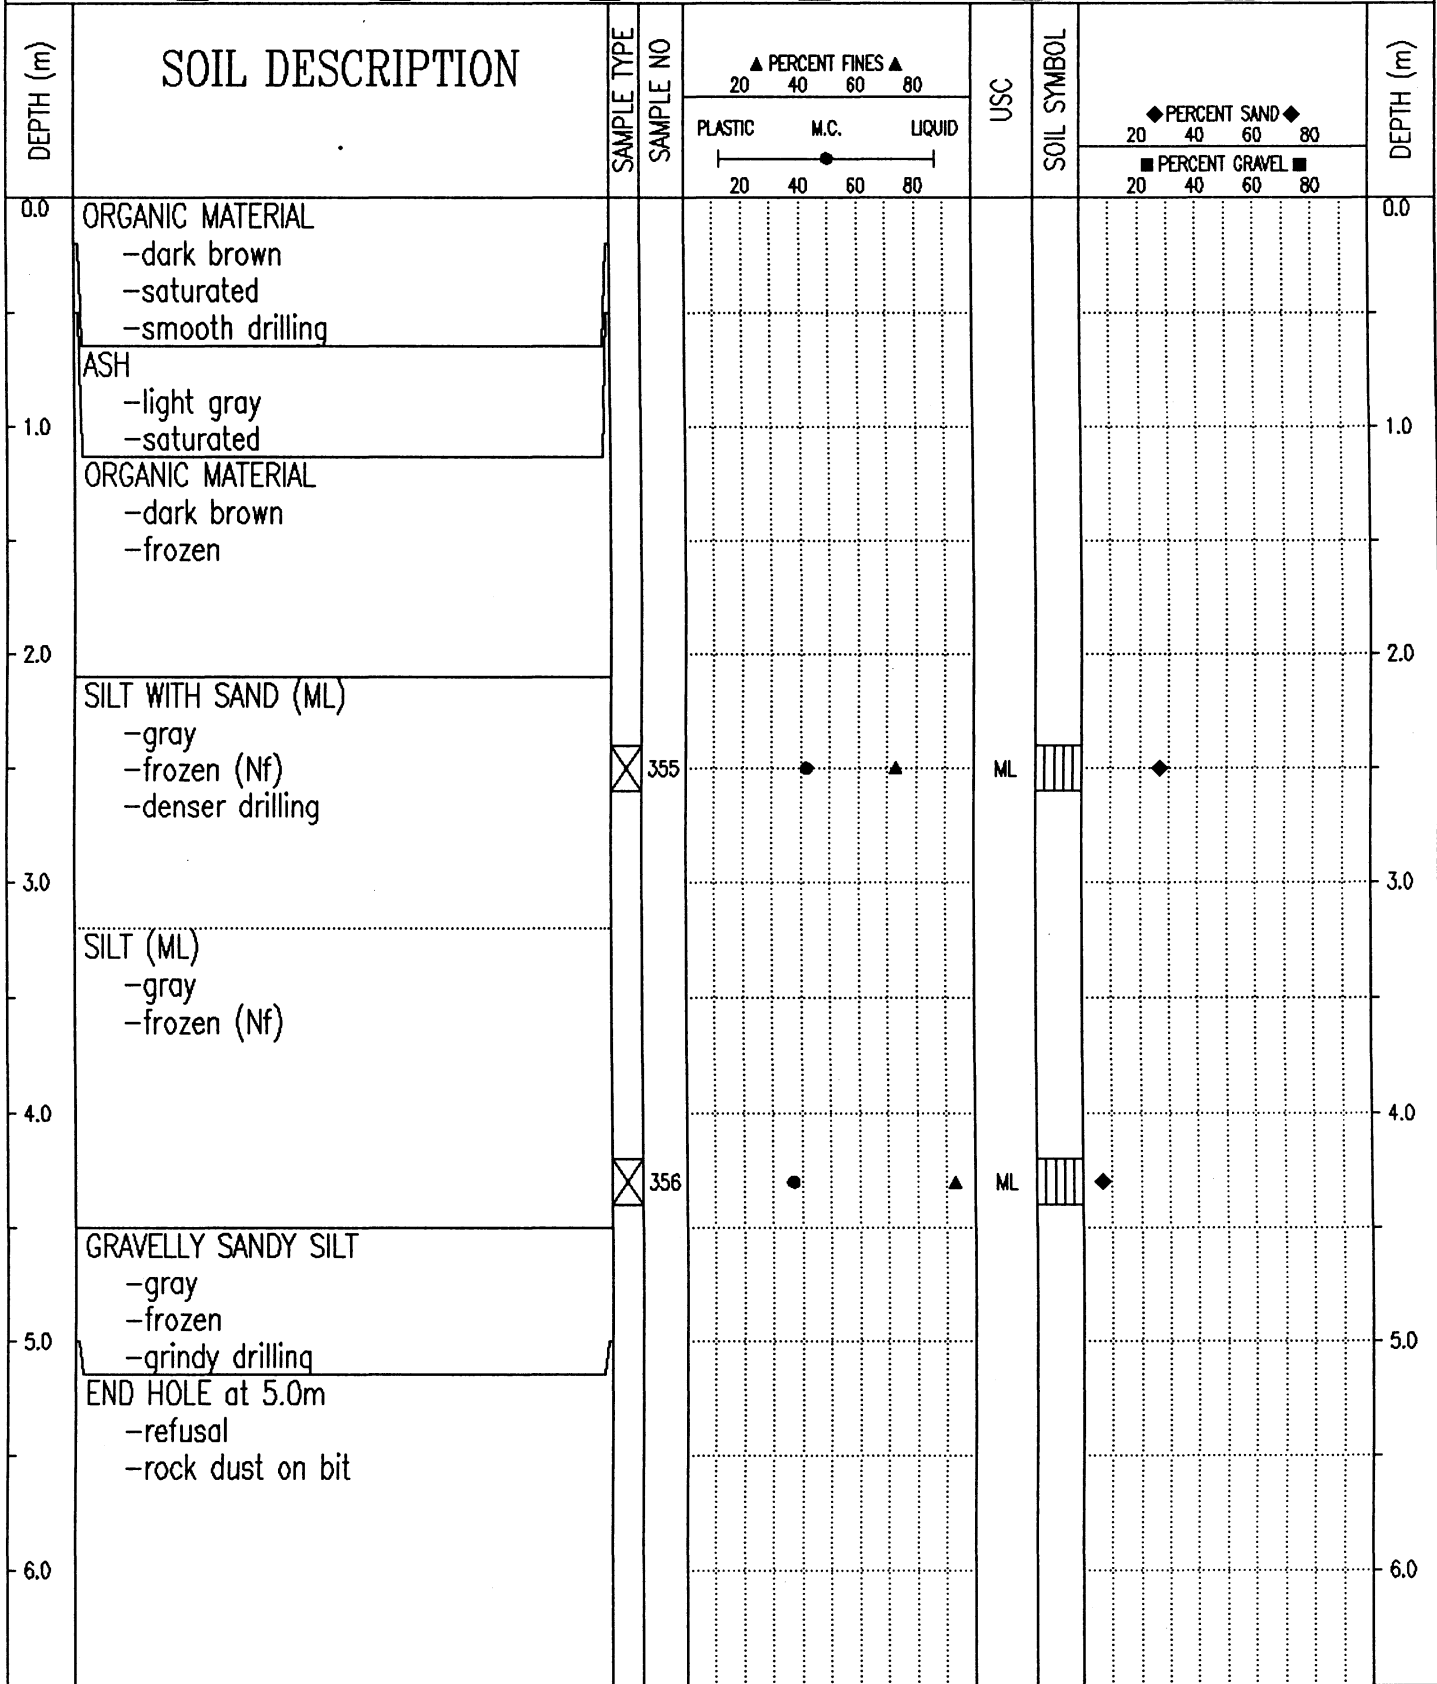 DEPTH (m)
SOIL DESCRIPTION
SAMPLE TYPE
SAMPLE NO
▲ PERCENT FINES ▲
20 40 60 80
PLASTIC M.C. LIQUID
20 40 60 80
USC
SOIL SYMBOL
◆ PERCENT SAND ◆
20 40 60 80
■ PERCENT GRAVEL ■
20 40 60 80
DEPTH (m)
0.0 0.0
ORGANIC MATERIAL
-dark brown
-saturated
-smooth drilling
ASH
-light gray
1.0 1.0
-saturated
ORGANIC MATERIAL
-dark brown
-frozen
2.0 2.0
SILT WITH SAND (ML)
-gray
-frozen (Nf) 355 ML
-denser drilling
3.0 3.0
SILT (ML)
-gray
-frozen (Nf)
4.0 4.0
356 ML
GRAVELLY SANDY SILT
-gray
-frozen
5.0 5.0
-grindy drilling
END HOLE at 5.0m
-refusal
-rock dust on bit
6.0 6.0